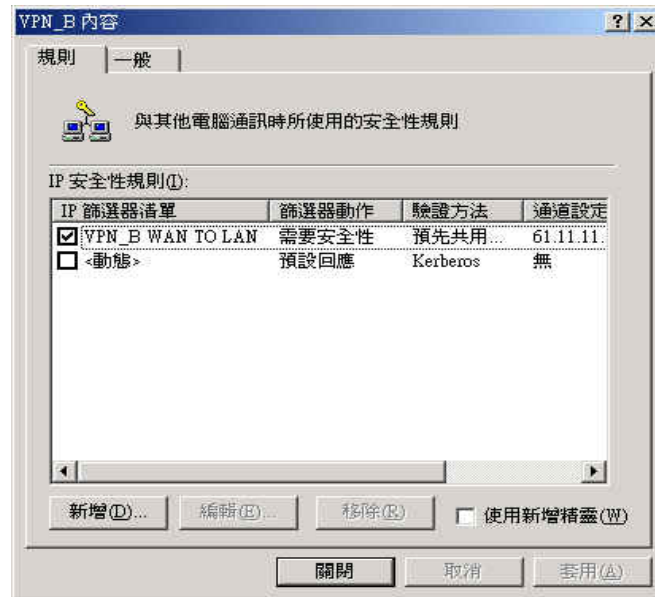 VPN_B 內容
規則 一般
與其他電腦通訊時所使用的安全性規則
IP 安全性規則(I):
IP 篩選器清單 篩選器動作 驗證方法 通道設定
VPN_B WAN TO LAN 需要安全性 預先共用... 61.11.11.
<動態> 預設回應 Kerberos 無
新增(D)... 編輯(E)... 移除(R) 使用新增精靈(W)
關閉 取消 套用(A)